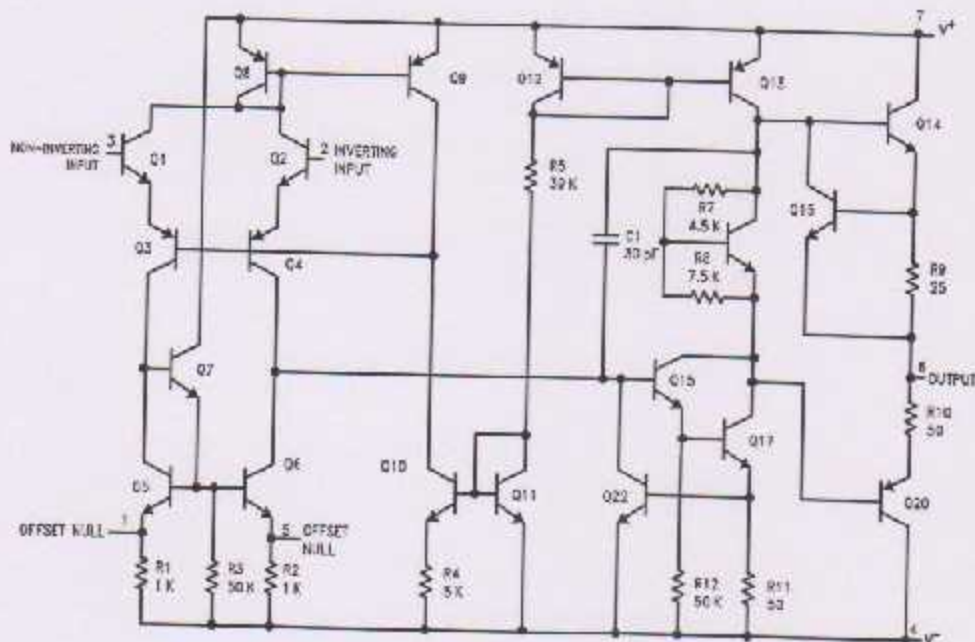 7
V+
Q8
Q9
Q12
Q13
Q14
3
NON-INVERTING
INPUT
Q1
Q2
2 INVERTING
INPUT
R5
39 K
R7
4.5 K
Q15
C1
30 pF
R8
7.5 K
Q3
Q4
R9
25
Q7
6
OUTPUT
Q16
R10
50
Q17
Q5
Q6
Q10
Q11
Q22
Q20
1
OFFSET NULL
5
OFFSET
NULL
R1
1 K
R3
50 K
R2
1 K
R4
5 K
R12
50 K
R11
50
4
V-